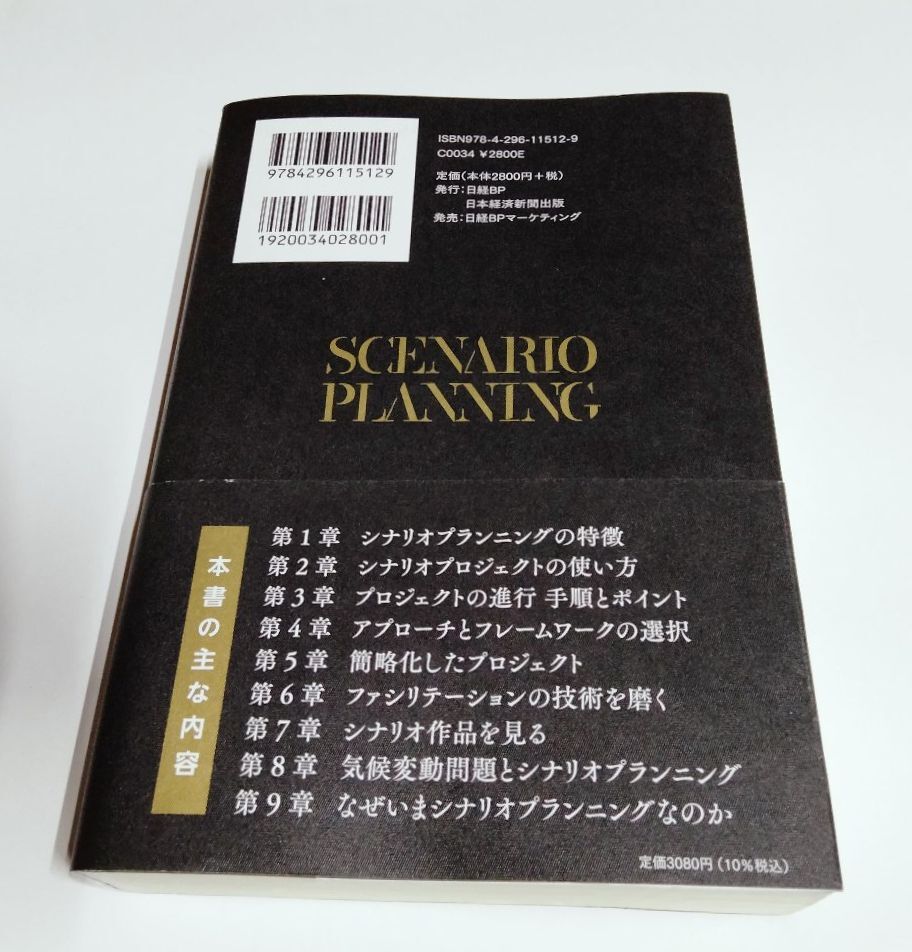 ISBN978-4-296-11512-9
C0034 ¥2800E
9784296115129
定価(本体2800円+税)
発行：日経BP
日本経済新聞出版
発売：日経BPマーケティング
1920034028001
SCENARIO
PLANNING
本書の主な内容
第1章 シナリオプランニングの特徴
第2章 シナリオプロジェクトの使い方
第3章 プロジェクトの進行 手順とポイント
第4章 アプローチとフレームワークの選択
第5章 簡略化したプロジェクト
第6章 ファシリテーションの技術を磨く
第7章 シナリオ作品を見る
第8章 気候変動問題とシナリオプランニング
第9章 なぜいまシナリオプランニングなのか
定価3080円(10%税込)